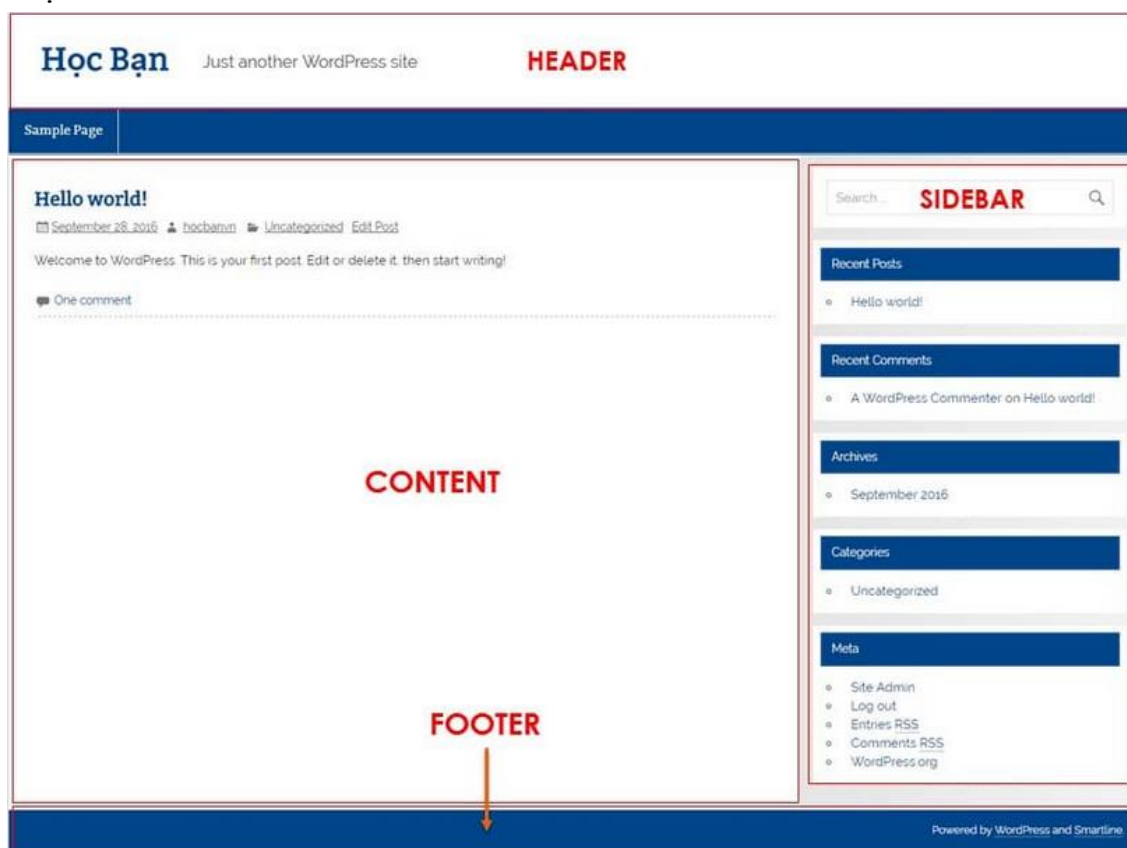 Học Bạn Just another WordPress site HEADER
Sample Page
Hello world!
September 28, 2016 hocbanvn Uncategorized Edit Post
Welcome to WordPress. This is your first post. Edit or delete it, then start writing!
One comment
CONTENT
FOOTER
Search... SIDEBAR
Recent Posts
Hello world!
Recent Comments
A WordPress Commenter on Hello world!
Archives
September 2016
Categories
Uncategorized
Meta
Site Admin
Log out
Entries RSS
Comments RSS
WordPress.org
Powered by WordPress and Smartline.